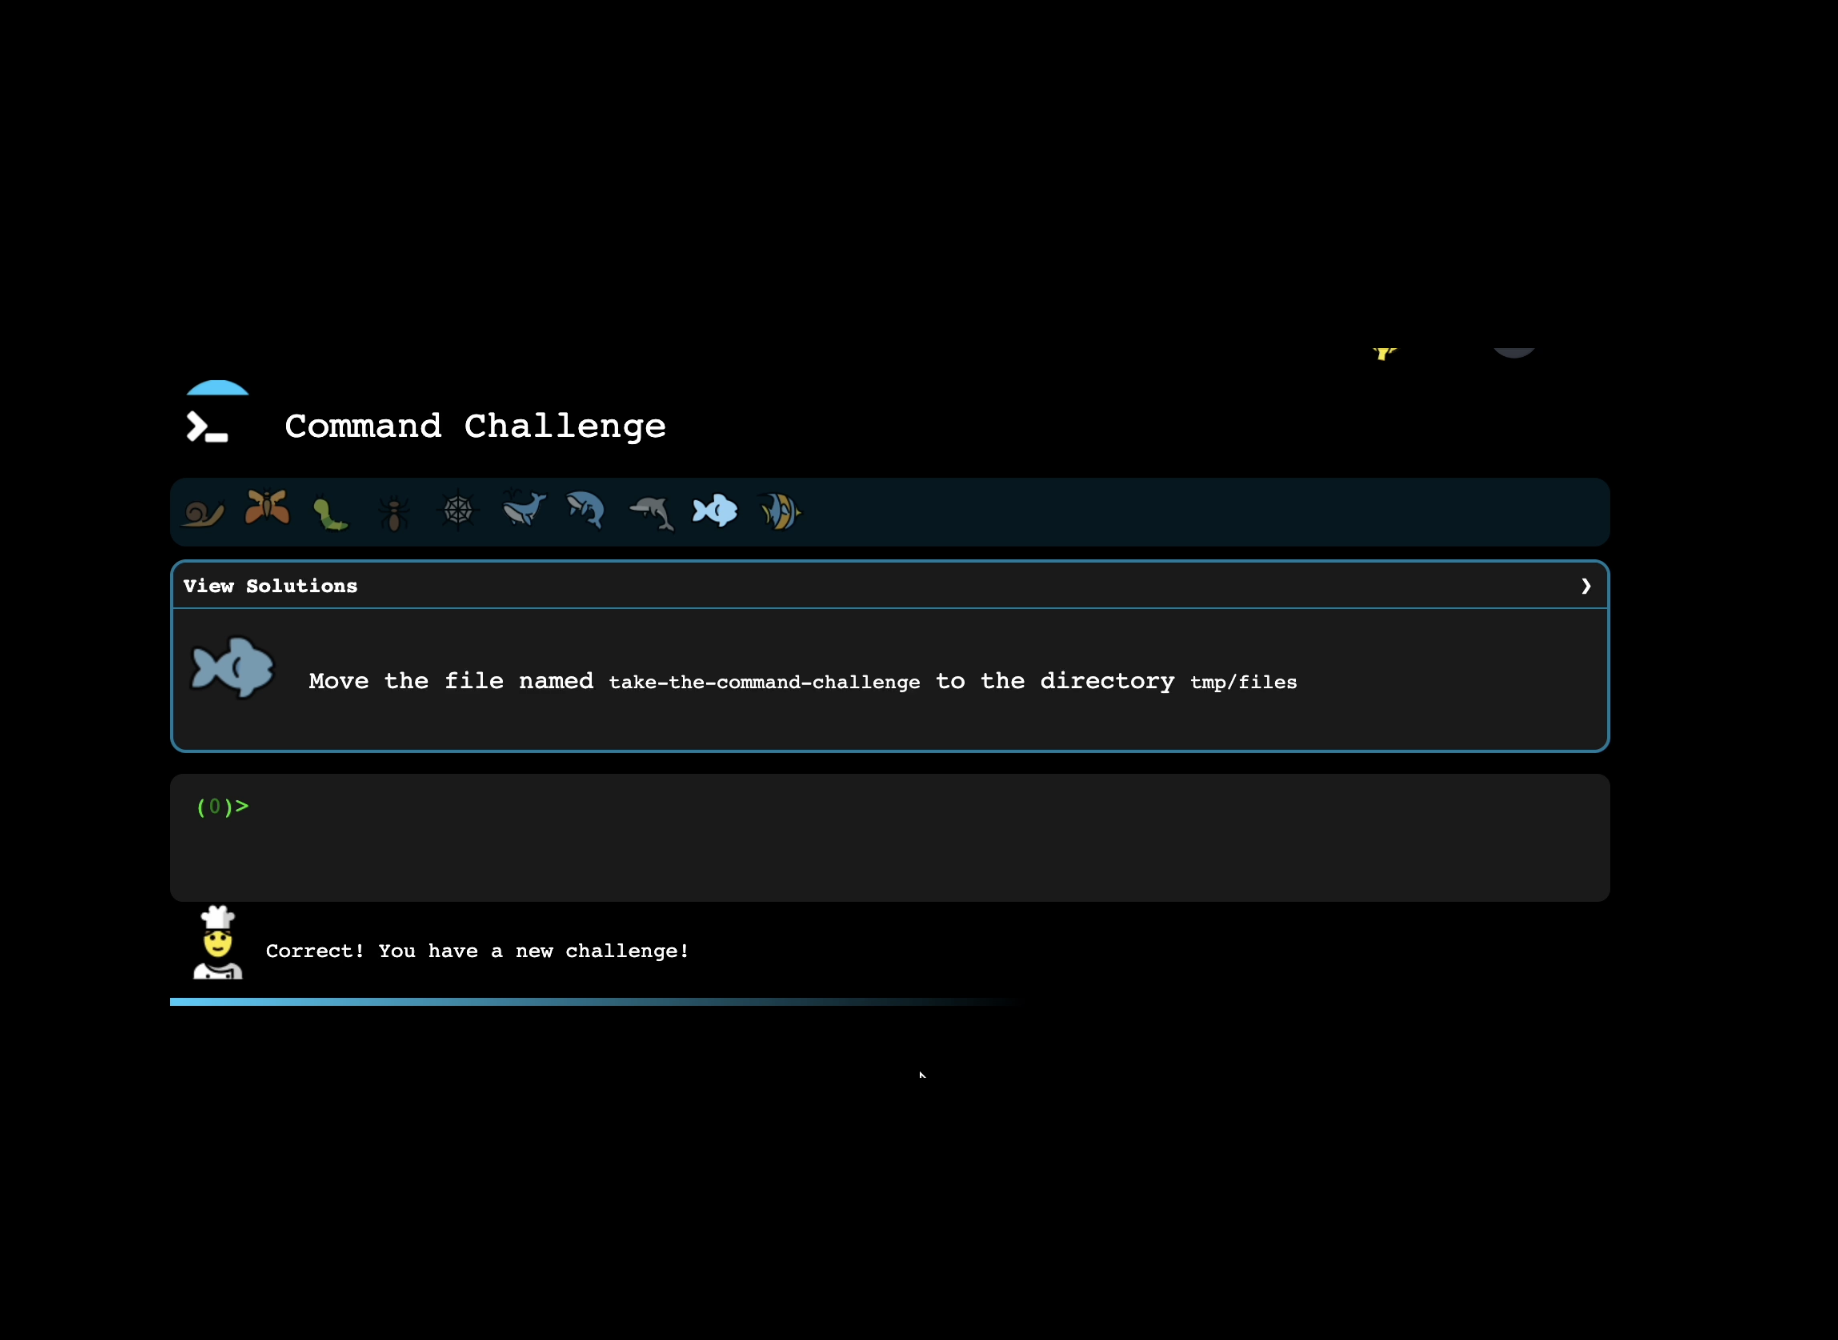 Command Challenge
View Solutions
Move the file named take-the-command-challenge to the directory tmp/files
(0)>
Correct! You have a new challenge!